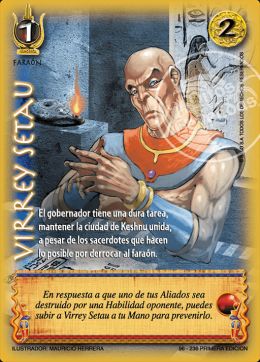 1
2
FARAÓN
VIRREY SETAU
El gobernador tiene una dura tarea,
mantener la ciudad de Keshnu unida,
a pesar de los sacerdotes que hacen
lo posible por derrocar al faraón.
En respuesta a que uno de tus Aliados sea
destruido por una Habilidad oponente, puedes
subir a Virrey Setau a tu Mano para prevenirlo.
ILUSTRADOR: MAURICIO HERRERA
96 - 236 PRIMERA EDICIÓN